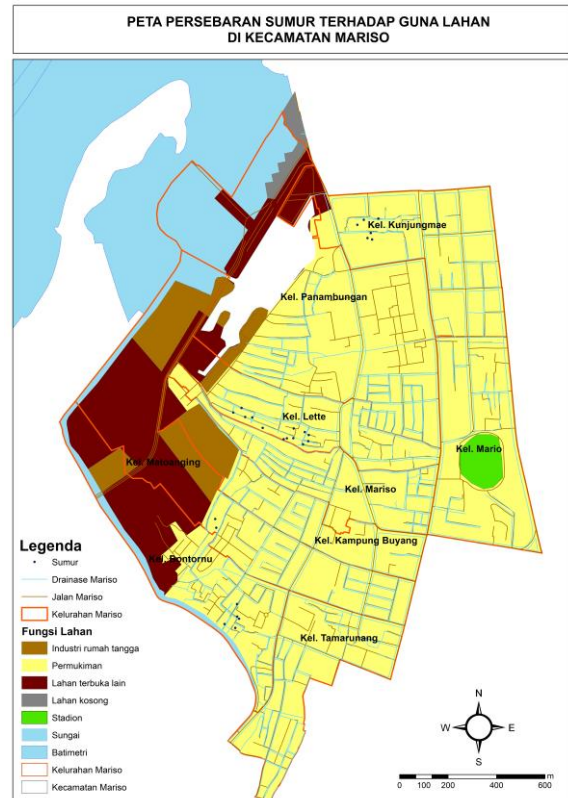 PETA PERSEBARAN SUMUR TERHADAP GUNA LAHAN
DI KECAMATAN MARISO
Kel. Kunjungmae
Kel. Panambungan
Kel. Lette
Kel. Mario
Kel. Mattoanging
Kel. Mariso
Kel. Kampung Buyang
Kel. Bontornu
Kel. Tamarunang
Legenda
Sumur
Drainase Mariso
Jalan Mariso
Kelurahan Mariso
Fungsi Lahan
Industri rumah tangga
Permukiman
Lahan terbuka lain
Lahan kosong
Stadion
Sungai
Batimetri
Kelurahan Mariso
Kecamatan Mariso
N
W E
S
0 100 200 400 600 m